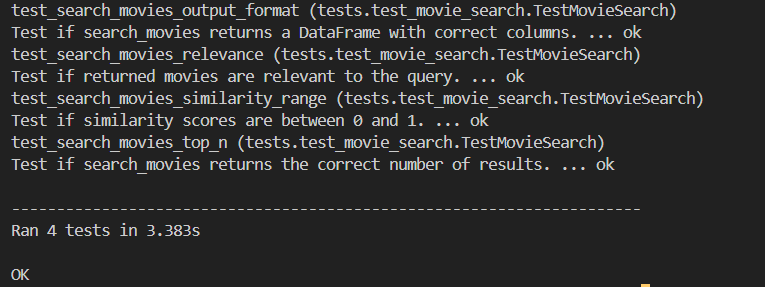 test_search_movies_output_format (tests.test_movie_search.TestMovieSearch)
Test if search_movies returns a DataFrame with correct columns. ... ok
test_search_movies_relevance (tests.test_movie_search.TestMovieSearch)
Test if returned movies are relevant to the query. ... ok
test_search_movies_similarity_range (tests.test_movie_search.TestMovieSearch)
Test if similarity scores are between 0 and 1. ... ok
test_search_movies_top_n (tests.test_movie_search.TestMovieSearch)
Test if search_movies returns the correct number of results. ... ok
----------------------------------------------------------------------
Ran 4 tests in 3.383s
OK